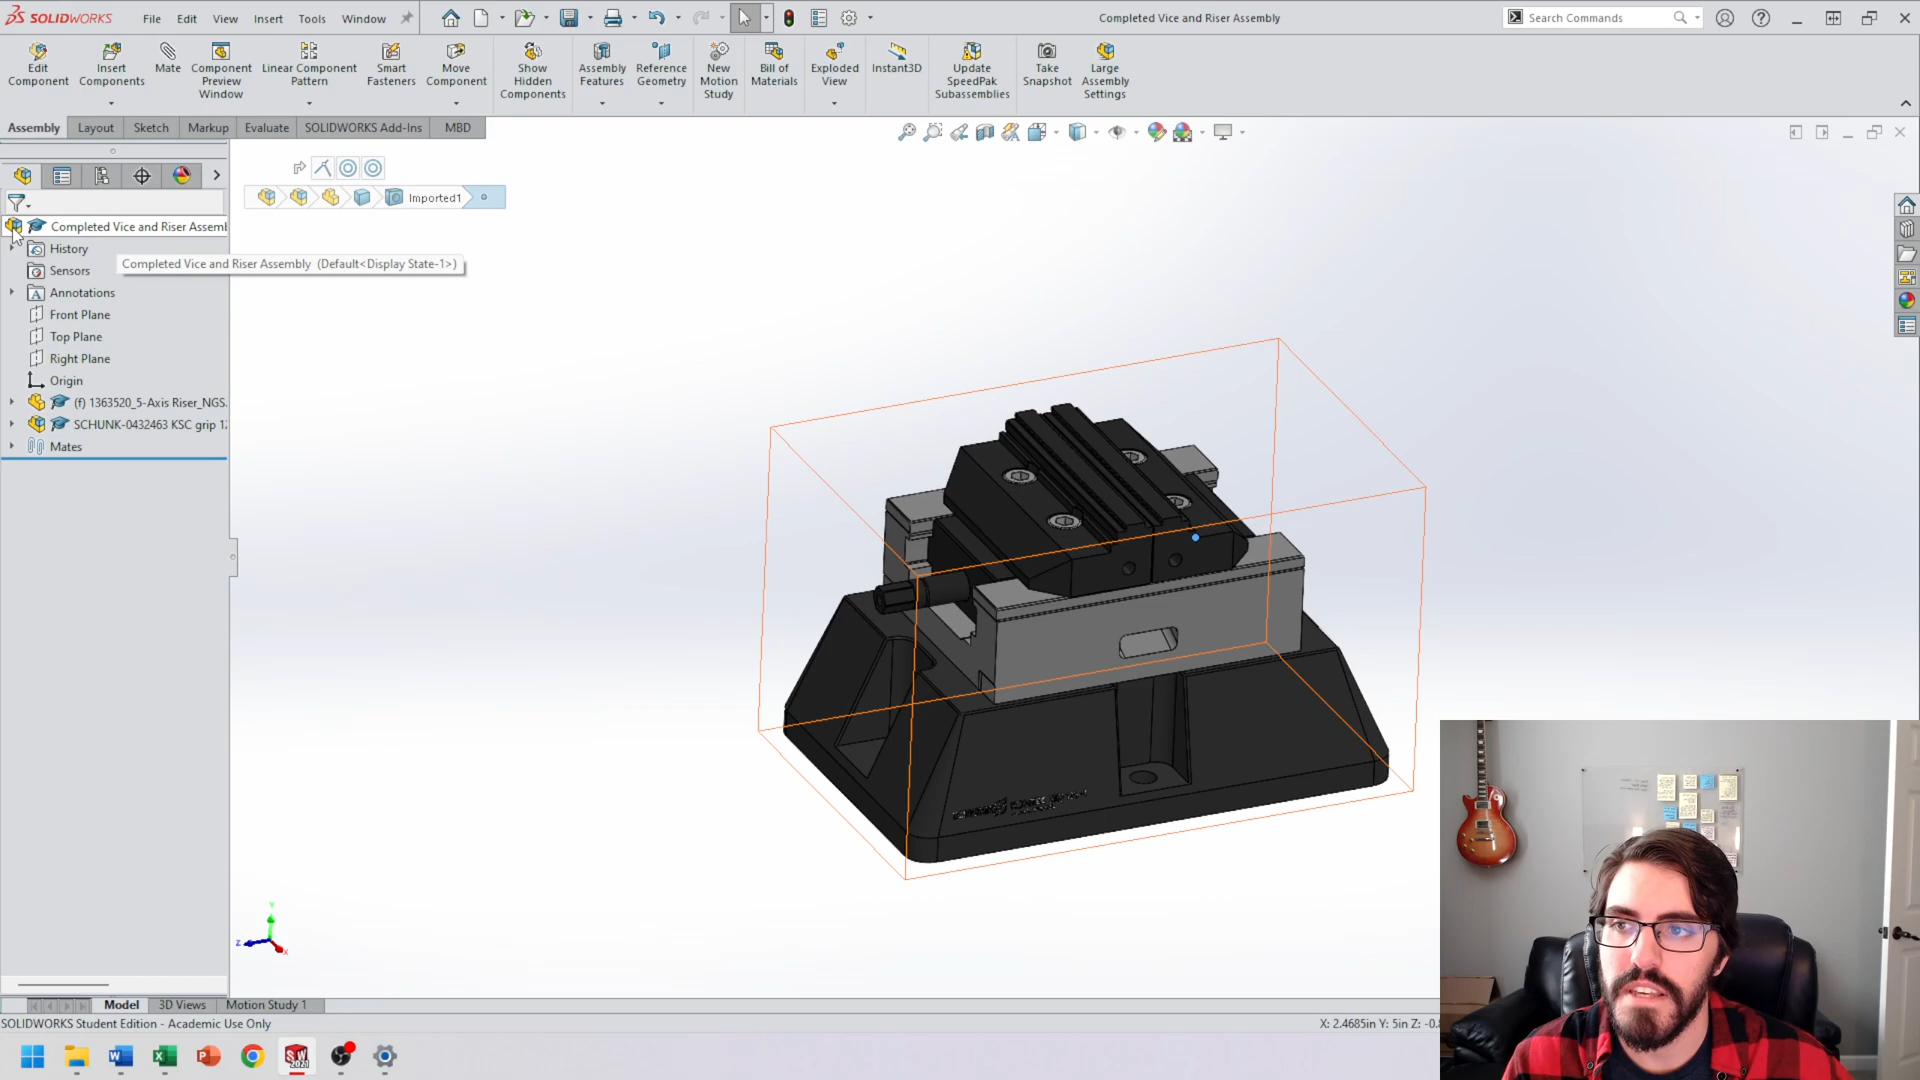 SOLIDWORKS
File
Edit
View
Insert
Tools
Window
Completed Vice and Riser Assembly
Search Commands
Edit Component
Insert Components
Mate
Component Preview Window
Linear Component Pattern
Smart Fasteners
Move Component
Show Hidden Components
Assembly Features
Reference Geometry
New Motion Study
Bill of Materials
Exploded View
Instant3D
Update SpeedPak Subassemblies
Take Snapshot
Large Assembly Settings
Assembly
Layout
Sketch
Markup
Evaluate
SOLIDWORKS Add-Ins
MBD
Imported1
Completed Vice and Riser Assemb
History
Completed Vice and Riser Assembly (Default<Display State-1>)
Sensors
Annotations
Front Plane
Top Plane
Right Plane
Origin
(f) 1363520_5-Axis Riser_NGS.
SCHUNK-0432463 KSC grip 12
Mates
Y
Z
X
Model
3D Views
Motion Study 1
SOLIDWORKS Student Edition - Academic Use Only
X: 2.4685in Y: 5in Z: -0.